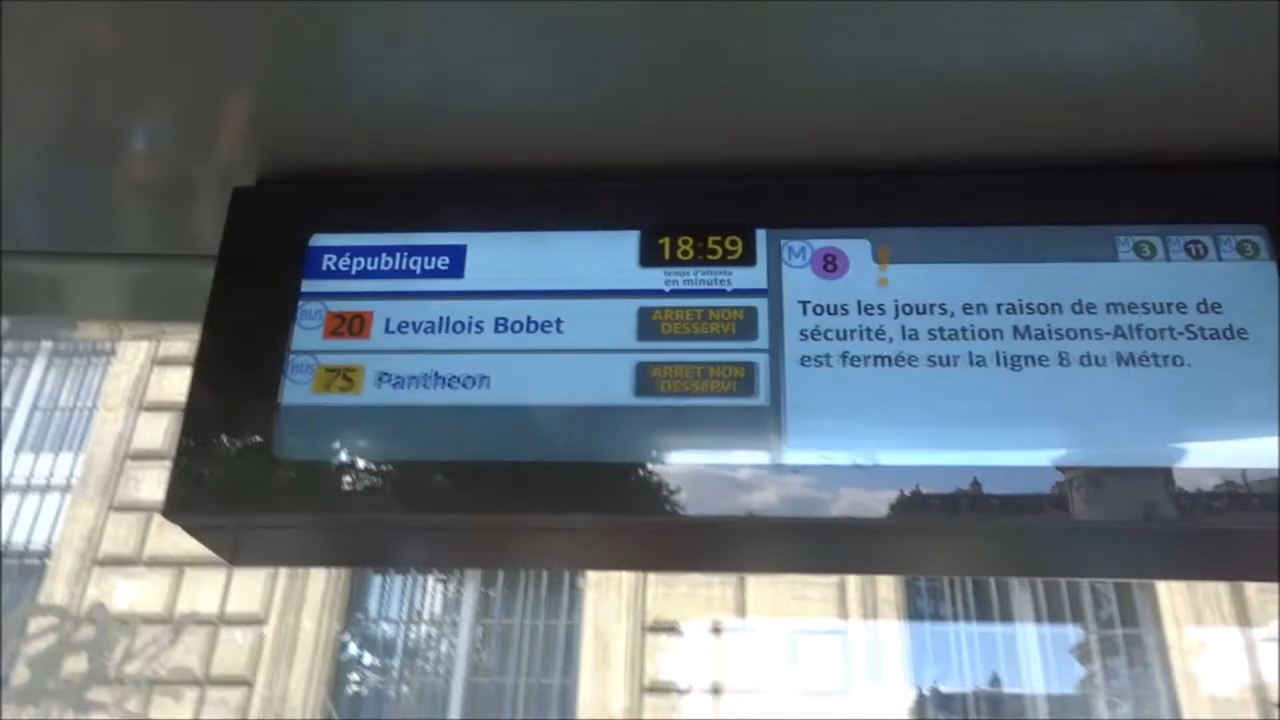 République
18:59
temps d'attente
en minutes
BUS 20 Levallois Bobet
ARRET NON
DESSERVI
BUS 75 Pantheon
ARRET NON
DESSERVI
M 8 !
M 3 M 11 M 3
Tous les jours, en raison de mesure de
sécurité, la station Maisons-Alfort-Stade
est fermée sur la ligne 8 du Métro.